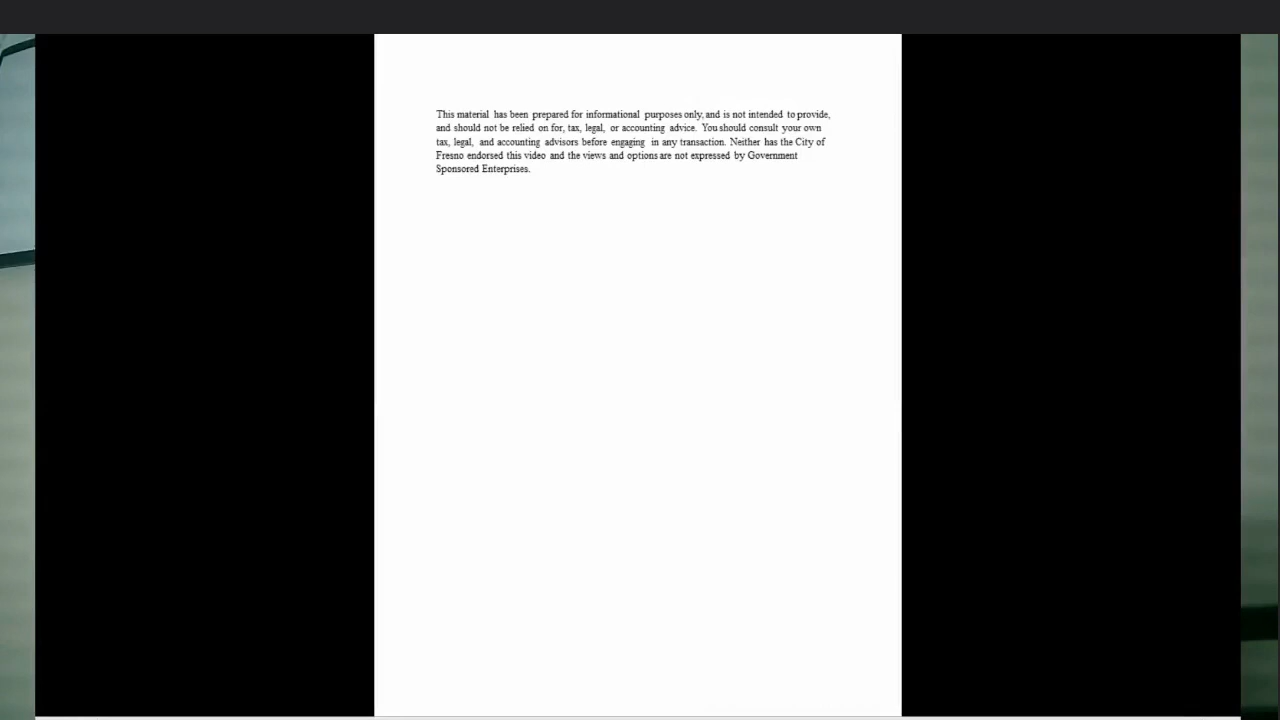 This material has been prepared for informational purposes only, and is not intended to provide,
and should not be relied on for, tax, legal, or accounting advice. You should consult your own
tax, legal, and accounting advisors before engaging in any transaction. Neither has the City of
Fresno endorsed this video and the views and options are not expressed by Government
Sponsored Enterprises.